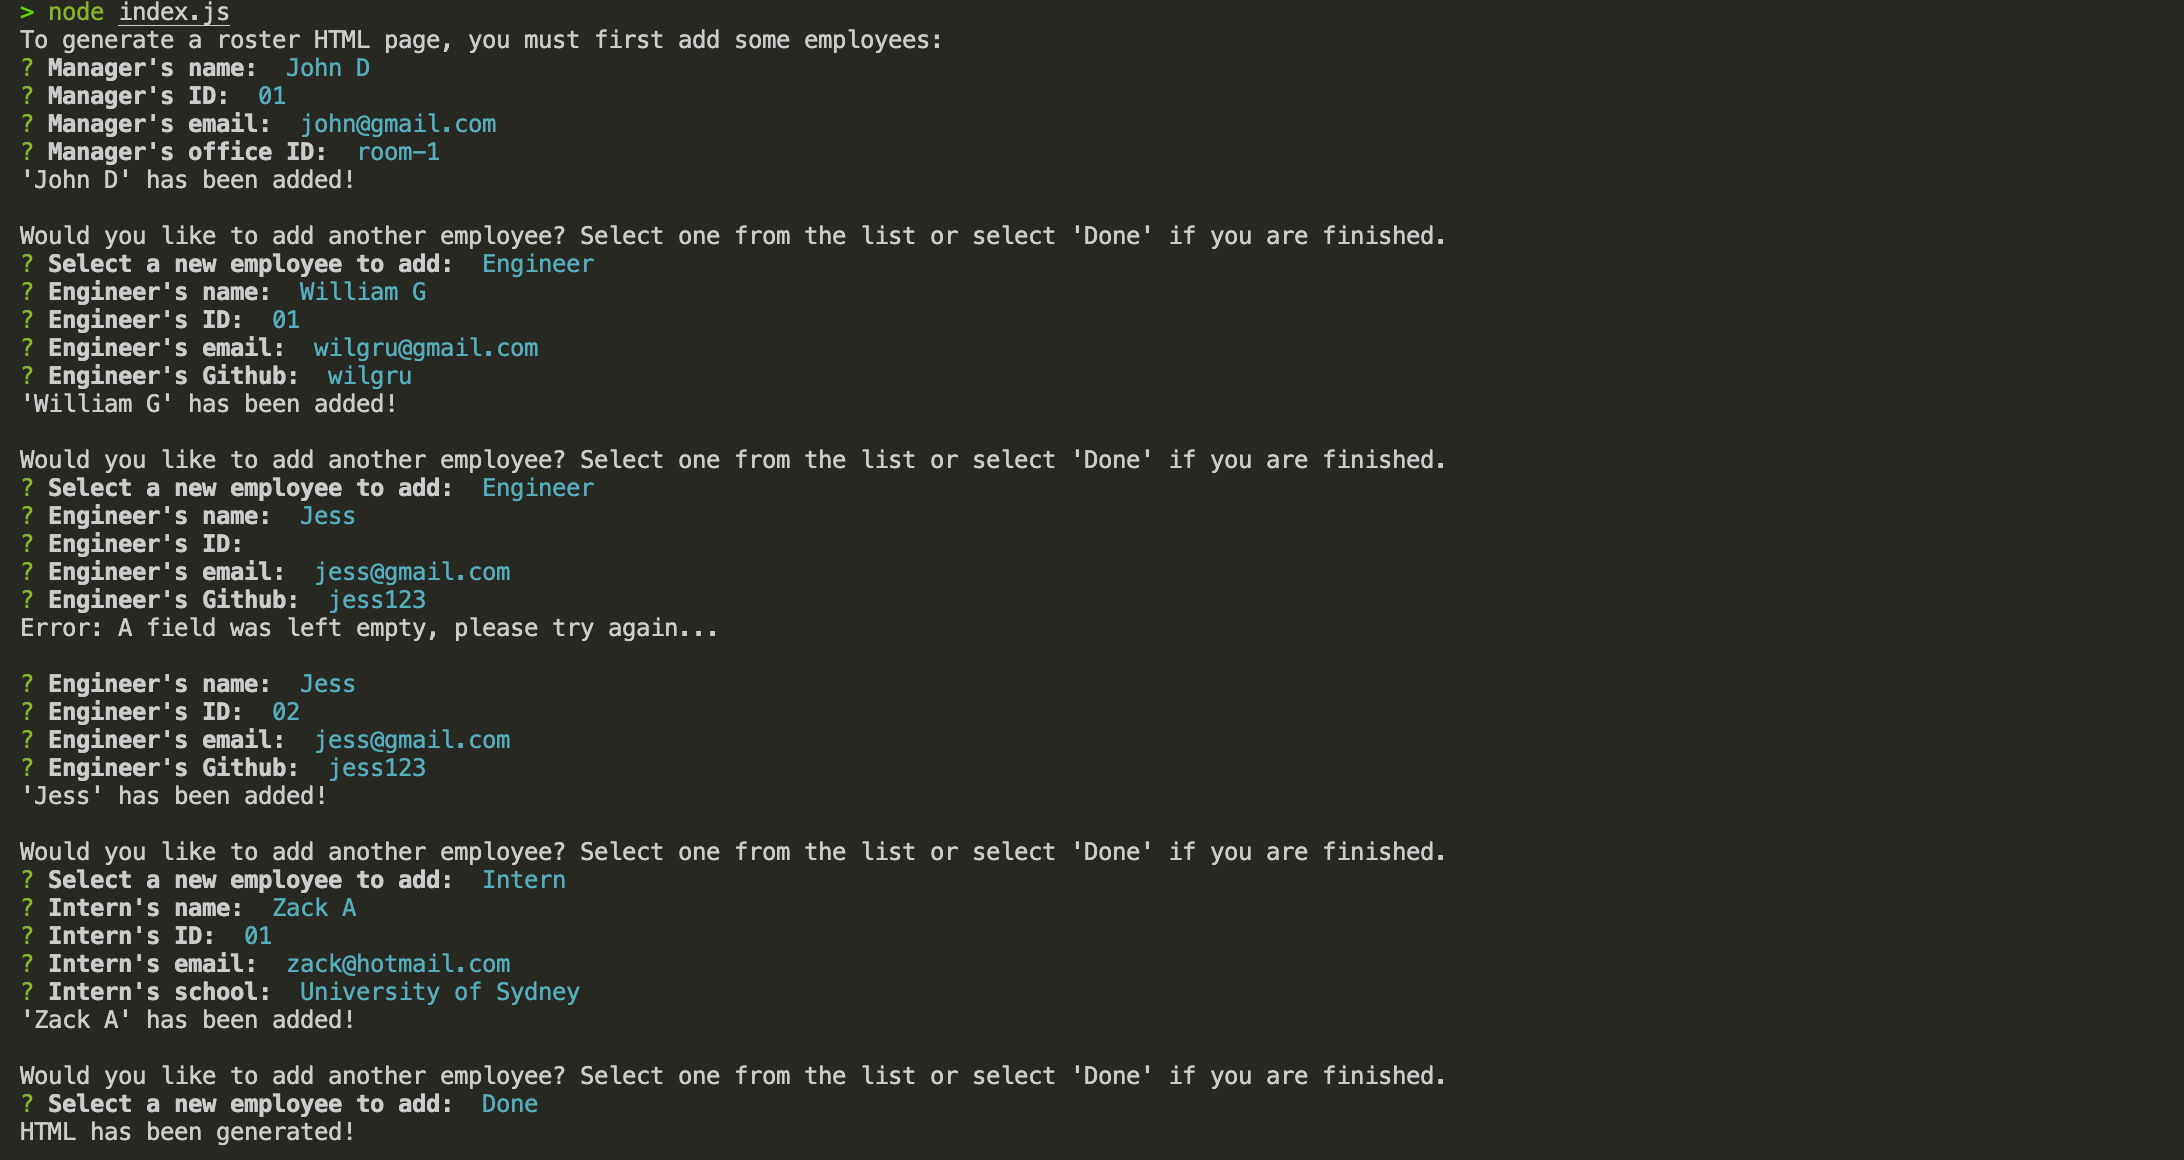 > node index.js
To generate a roster HTML page, you must first add some employees:
? Manager's name:  John D
? Manager's ID:  01
? Manager's email:  john@gmail.com
? Manager's office ID:  room-1
'John D' has been added!

Would you like to add another employee? Select one from the list or select 'Done' if you are finished.
? Select a new employee to add:  Engineer
? Engineer's name:  William G
? Engineer's ID:  01
? Engineer's email:  wilgru@gmail.com
? Engineer's Github:  wilgru
'William G' has been added!

Would you like to add another employee? Select one from the list or select 'Done' if you are finished.
? Select a new employee to add:  Engineer
? Engineer's name:  Jess
? Engineer's ID:
? Engineer's email:  jess@gmail.com
? Engineer's Github:  jess123
Error: A field was left empty, please try again...

? Engineer's name:  Jess
? Engineer's ID:  02
? Engineer's email:  jess@gmail.com
? Engineer's Github:  jess123
'Jess' has been added!

Would you like to add another employee? Select one from the list or select 'Done' if you are finished.
? Select a new employee to add:  Intern
? Intern's name:  Zack A
? Intern's ID:  01
? Intern's email:  zack@hotmail.com
? Intern's school:  University of Sydney
'Zack A' has been added!

Would you like to add another employee? Select one from the list or select 'Done' if you are finished.
? Select a new employee to add:  Done
HTML has been generated!